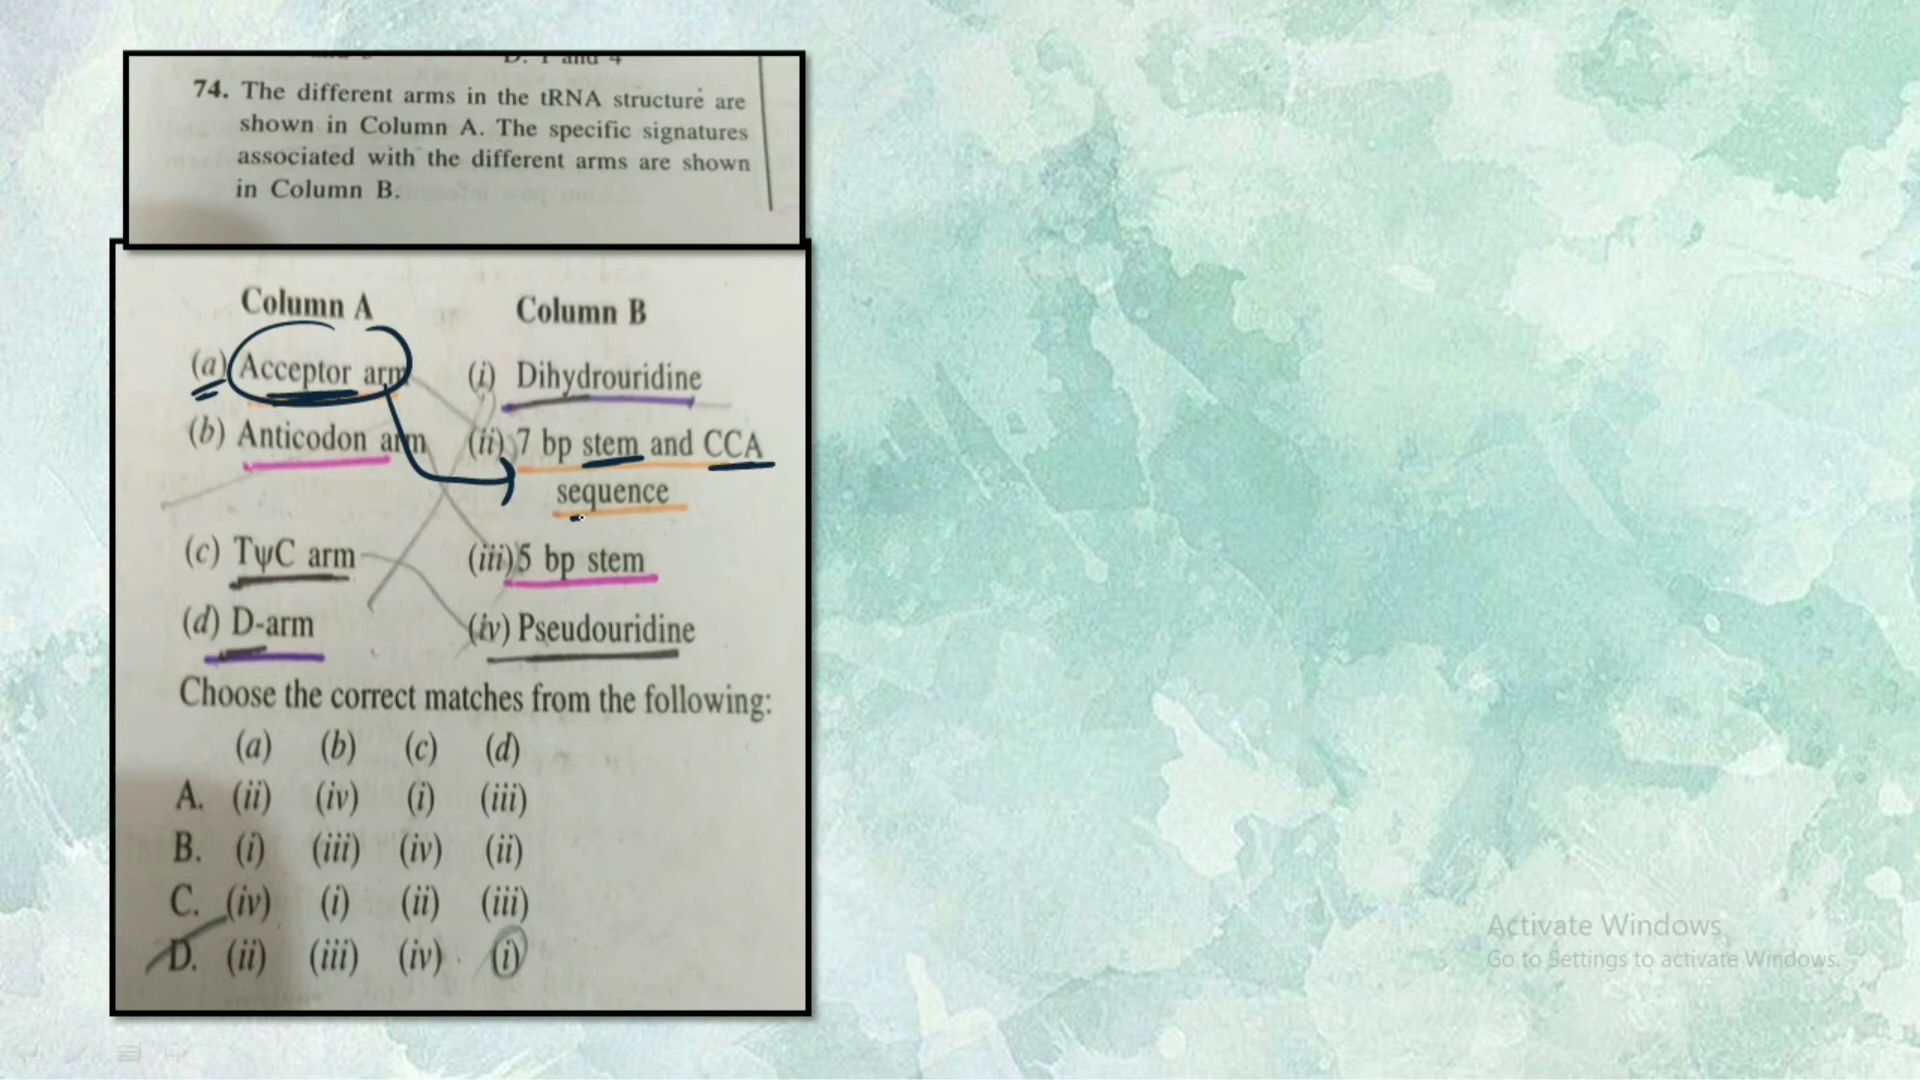 D. 1 and 4
74. The different arms in the tRNA structure are
shown in Column A. The specific signatures
associated with the different arms are shown
in Column B.
Column A Column B
(a) Acceptor arm (i) Dihydrouridine
(b) Anticodon arm (ii) 7 bp stem and CCA
sequence
(c) TψC arm (iii) 5 bp stem
(d) D-arm (iv) Pseudouridine
Choose the correct matches from the following:
(a) (b) (c) (d)
A. (ii) (iv) (i) (iii)
B. (i) (iii) (iv) (ii)
C. (iv) (i) (ii) (iii)
D. (ii) (iii) (iv) (i)
Activate Windows
Go to Settings to activate Windows.